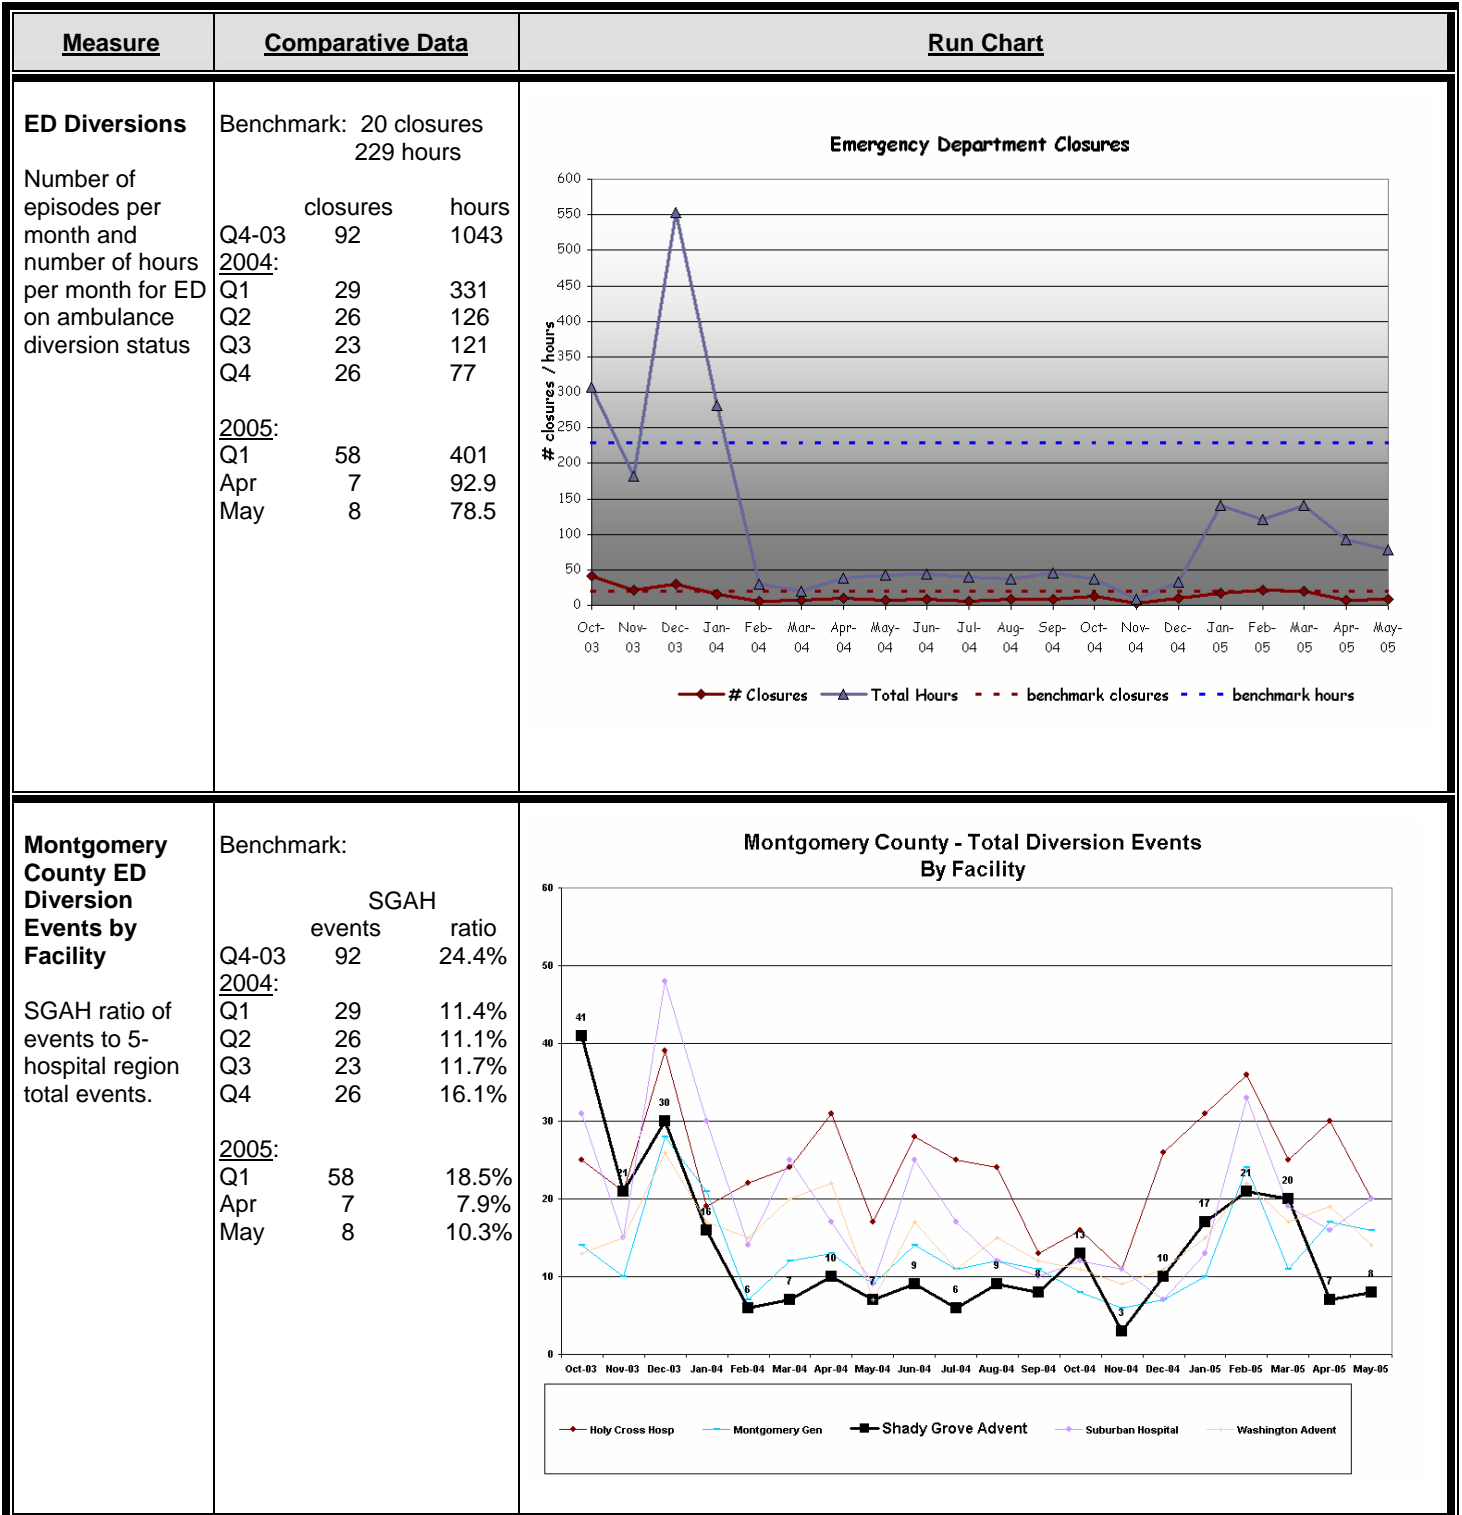 Measure
Comparative Data
Run Chart
ED Diversions
Number of
episodes per
month and
number of hours
per month for ED
on ambulance
diversion status
Benchmark: 20 closures
229 hours
closures hours
Q4-03 92 1043
2004:
Q1 29 331
Q2 26 126
Q3 23 121
Q4 26 77
2005:
Q1 58 401
Apr 7 92.9
May 8 78.5
Emergency Department Closures
# closures / hours
600
550
500
450
400
350
300
250
200
150
100
50
0
Oct-03 Nov-03 Dec-03 Jan-04 Feb-04 Mar-04 Apr-04 May-04 Jun-04 Jul-04 Aug-04 Sep-04 Oct-04 Nov-04 Dec-04 Jan-05 Feb-05 Mar-05 Apr-05 May-05
# Closures Total Hours benchmark closures benchmark hours
Montgomery
County ED
Diversion
Events by
Facility
SGAH ratio of
events to 5-
hospital region
total events.
Benchmark:
SGAH
events ratio
Q4-03 92 24.4%
2004:
Q1 29 11.4%
Q2 26 11.1%
Q3 23 11.7%
Q4 26 16.1%
2005:
Q1 58 18.5%
Apr 7 7.9%
May 8 10.3%
Montgomery County - Total Diversion Events
By Facility
60
50
40
30
20
10
0
41 21 30 16 6 7 10 7 9 6 9 8 13 3 10 17 21 20 7 8
Oct-03 Nov-03 Dec-03 Jan-04 Feb-04 Mar-04 Apr-04 May-04 Jun-04 Jul-04 Aug-04 Sep-04 Oct-04 Nov-04 Dec-04 Jan-05 Feb-05 Mar-05 Apr-05 May-05
Holy Cross Hosp Montgomery Gen Shady Grove Advent Suburban Hospital Washington Advent